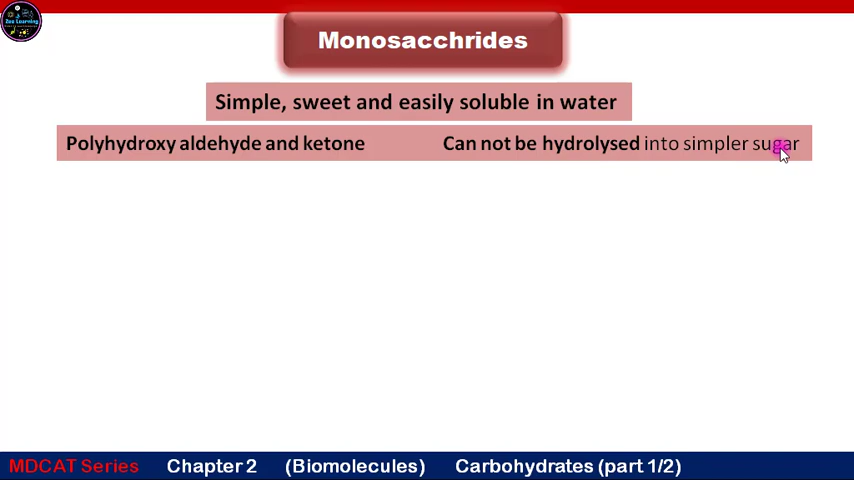 Zea Learning
Monosacchrides
Simple, sweet and easily soluble in water
Polyhydroxy aldehyde and ketone
Can not be hydrolysed into simpler sugar
MDCAT Series Chapter 2 (Biomolecules) Carbohydrates (part 1/2)